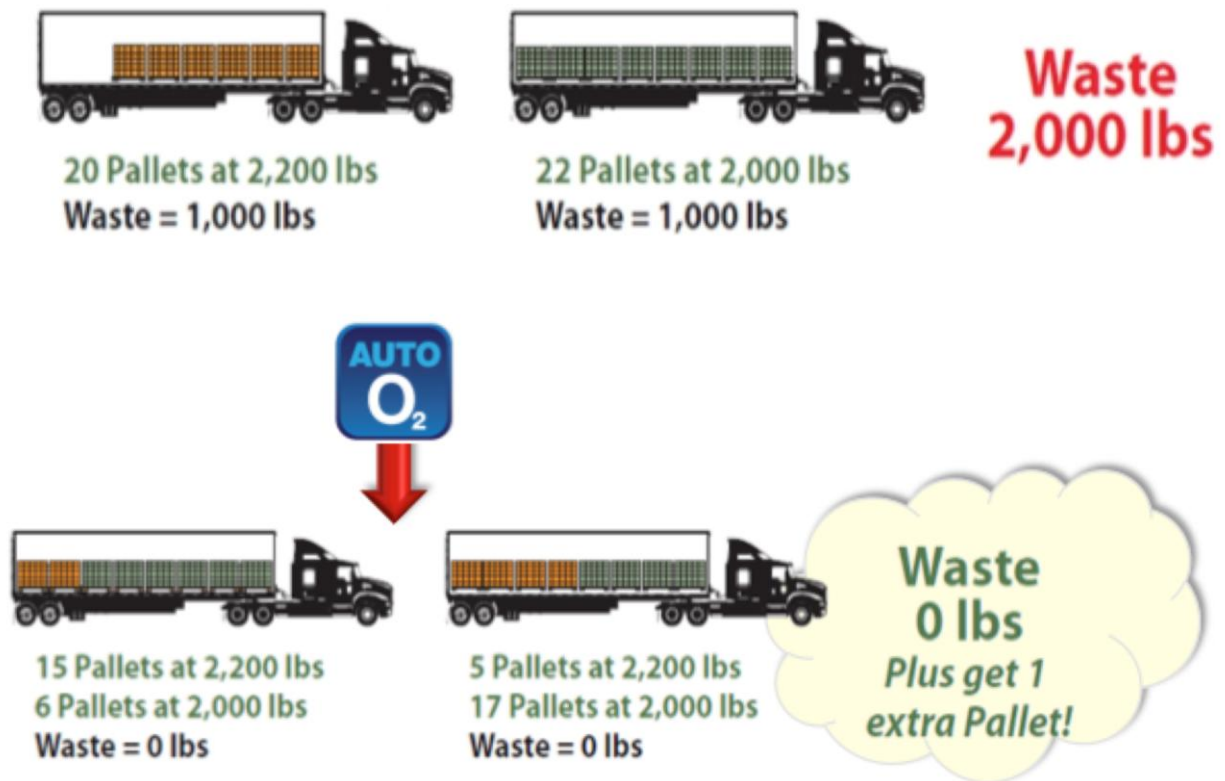 20 Pallets at 2,200 lbs
Waste = 1,000 lbs
22 Pallets at 2,000 lbs
Waste = 1,000 lbs
Waste
2,000 lbs
AUTO
O₂
15 Pallets at 2,200 lbs
6 Pallets at 2,000 lbs
Waste = 0 lbs
5 Pallets at 2,200 lbs
17 Pallets at 2,000 lbs
Waste = 0 lbs
Waste
0 lbs
Plus get 1
extra Pallet!